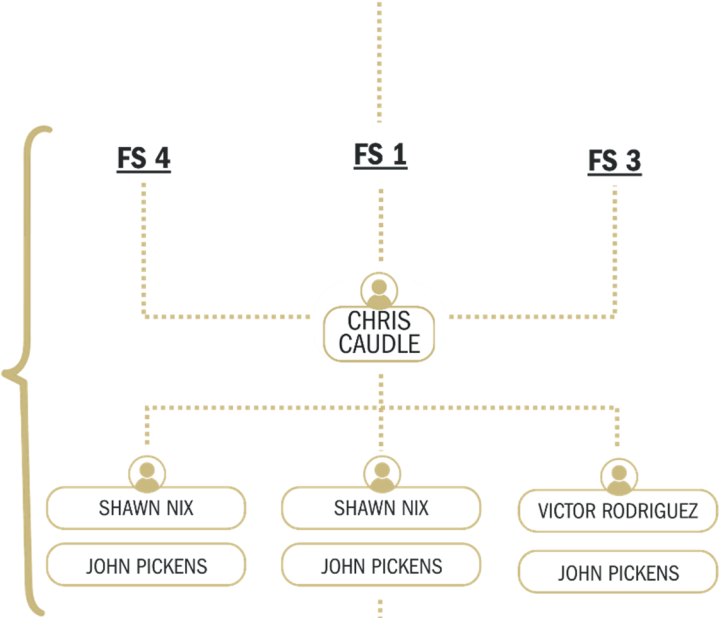 FS 4
FS 1
FS 3
CHRIS
CAUDLE
SHAWN NIX
SHAWN NIX
VICTOR RODRIGUEZ
JOHN PICKENS
JOHN PICKENS
JOHN PICKENS